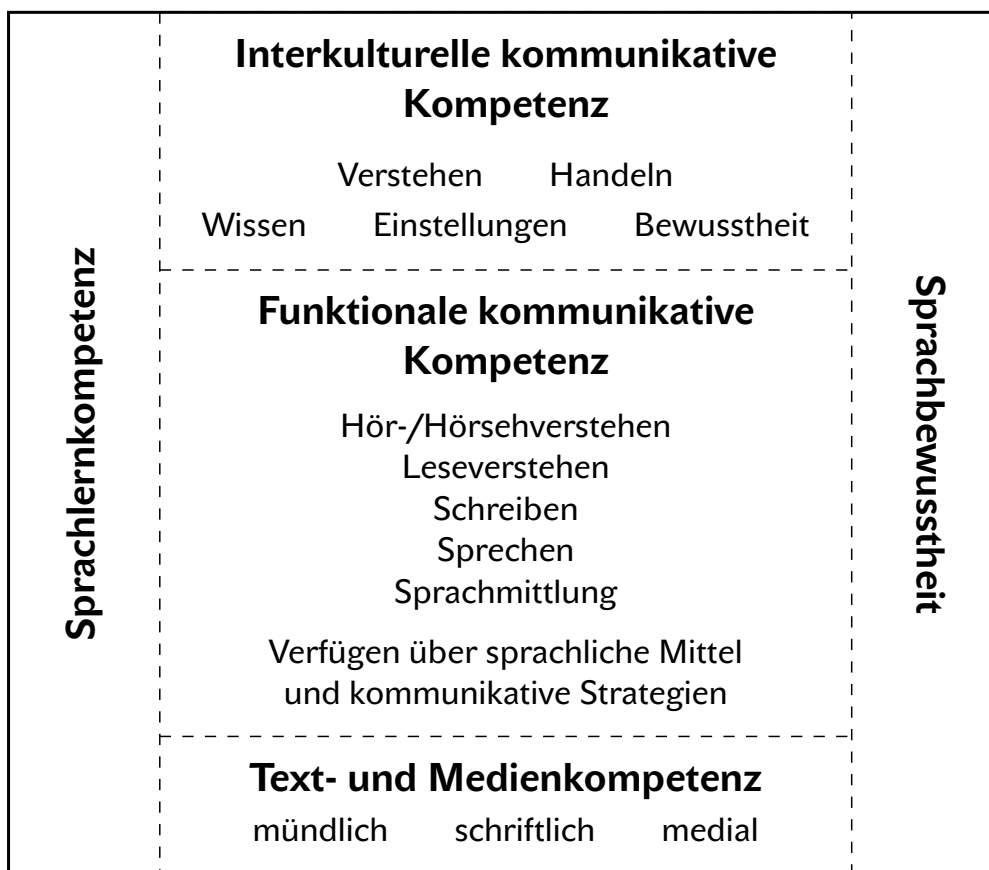 Sprachlernkompetenz
Interkulturelle kommunikative
Kompetenz
Verstehen Handeln
Wissen Einstellungen Bewusstheit
Funktionale kommunikative
Kompetenz
Hör-/Hörsehverstehen
Leseverstehen
Schreiben
Sprechen
Sprachmittlung
Verfügen über sprachliche Mittel
und kommunikative Strategien
Text- und Medienkompetenz
mündlich schriftlich medial
Sprachbewusstheit